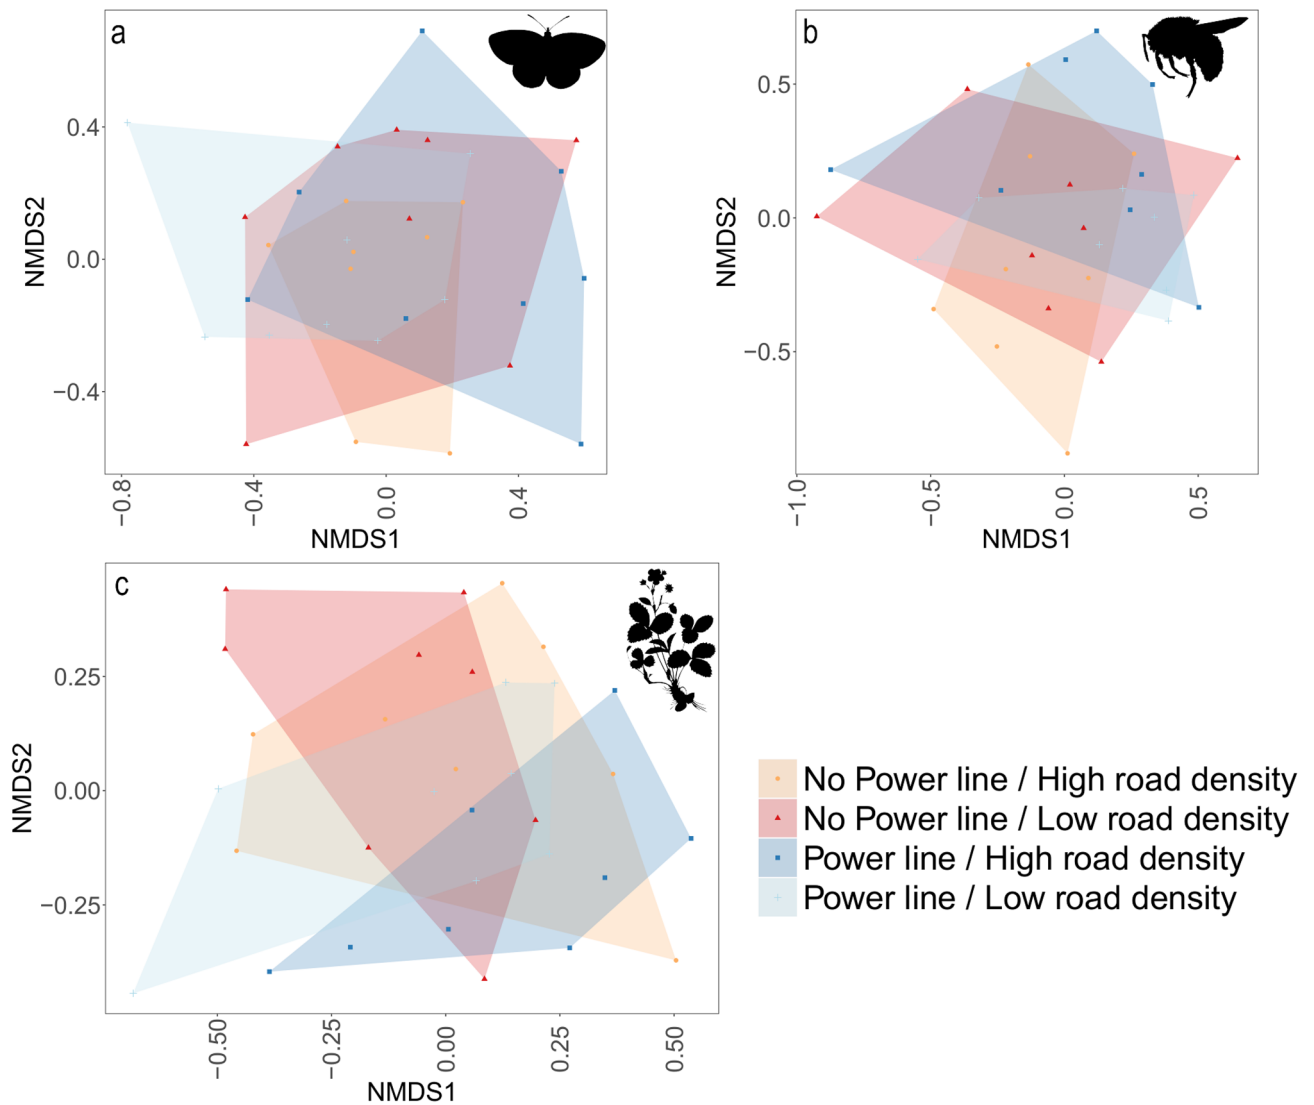 a
0.4
0.0
−0.4
NMDS2
−0.8
−0.4
0.0
0.4
NMDS1
b
0.5
0.0
−0.5
NMDS2
−1.0
−0.5
0.0
0.5
NMDS1
c
0.25
0.00
−0.25
NMDS2
−0.50
−0.25
0.00
0.25
0.50
NMDS1
No Power line / High road density
No Power line / Low road density
Power line / High road density
Power line / Low road density